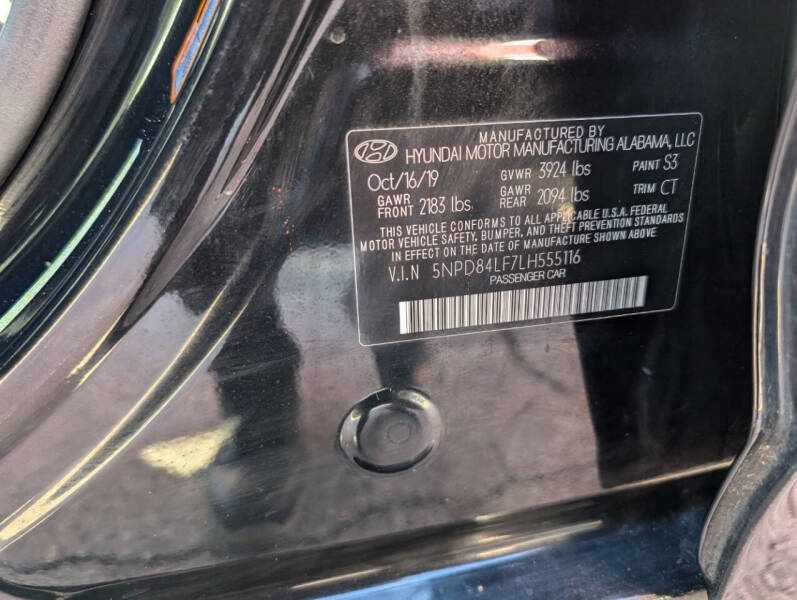 MANUFACTURED BY
HYUNDAI MOTOR MANUFACTURING ALABAMA, LLC
Oct/16/19 GVWR 3924 lbs PAINT S3
GAWR FRONT 2183 lbs GAWR REAR 2094 lbs TRIM CT
THIS VEHICLE CONFORMS TO ALL APPLICABLE U.S.A. FEDERAL
MOTOR VEHICLE SAFETY, BUMPER, AND THEFT PREVENTION STANDARDS
IN EFFECT ON THE DATE OF MANUFACTURE SHOWN ABOVE
V.I.N 5NPD84LF7LH555116
PASSENGER CAR